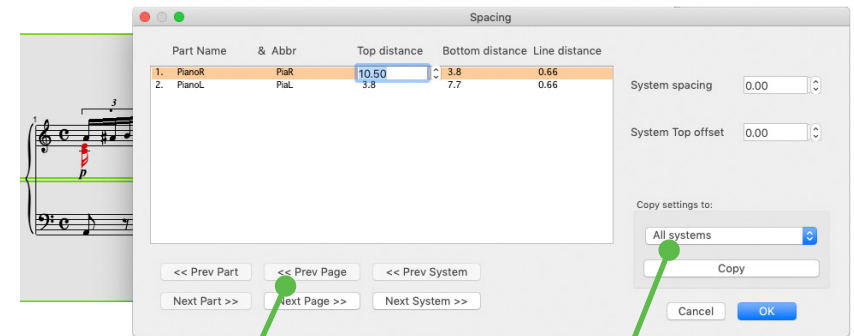 Spacing
Part Name & Abbr Top distance Bottom distance Line distance
1. PianoR PiaR 10.50 3.8 0.66
2. PianoL PiaL 3.8 7.7 0.66
System spacing 0.00
System Top offset 0.00
Copy settings to:
All systems
Copy
<< Prev Part << Prev Page << Prev System
Next Part >> Next Page >> Next System >>
Cancel OK
1 3
p